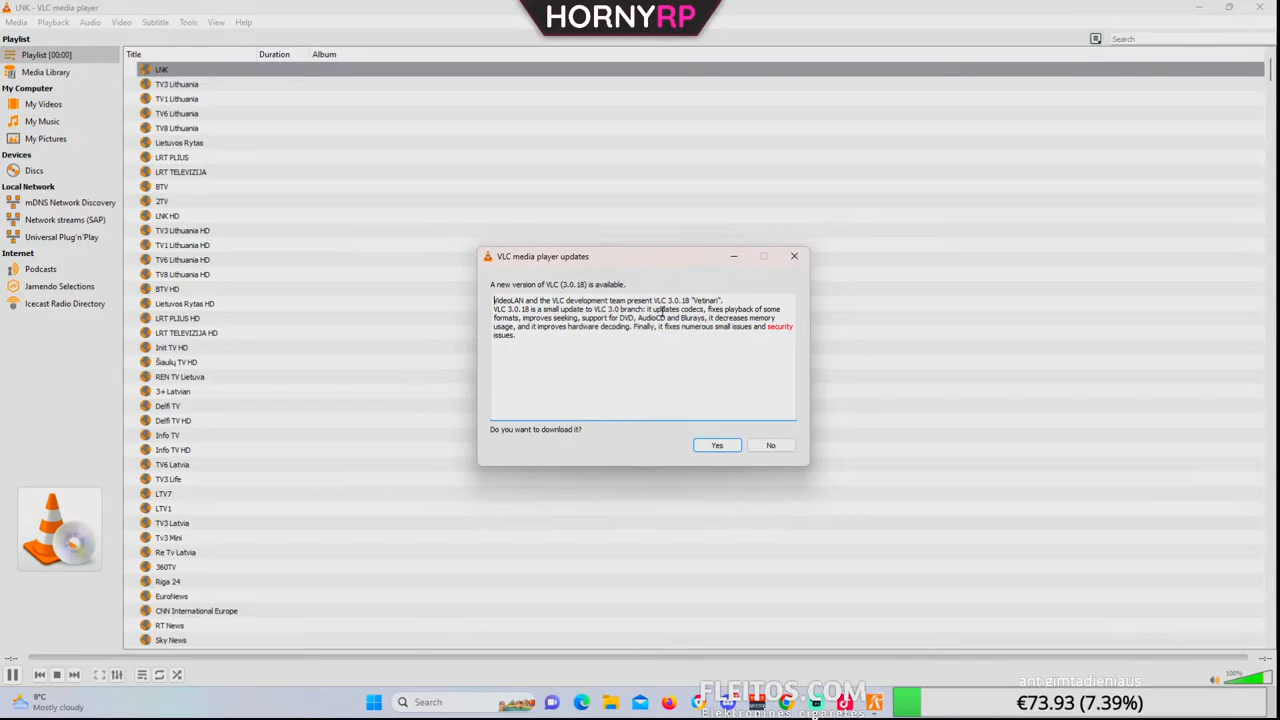 LNK - VLC media player
HORNYRP
Media Playback Audio Video Subtitle Tools View Help
Playlist
Search
Playlist [00:00]
Title Duration Album
Media Library
My Computer
My Videos
My Music
My Pictures
Devices
Discs
Local Network
mDNS Network Discovery
Network streams (SAP)
Universal Plug'n'Play
Internet
Podcasts
Jamendo Selections
Icecast Radio Directory
LNK
TV3 Lithuania
TV1 Lithuania
TV6 Lithuania
TV8 Lithuania
Lietuvos Rytas
LRT PLIUS
LRT TELEVIZIJA
BTV
2TV
LNK HD
TV3 Lithuania HD
TV1 Lithuania HD
TV6 Lithuania HD
TV8 Lithuania HD
BTV HD
Lietuvos Rytas HD
LRT PLIUS HD
LRT TELEVIZIJA HD
Init TV HD
Šiaulių TV HD
REN TV Lietuva
3+ Latvian
Delfi TV
Delfi TV HD
Info TV
Info TV HD
TV6 Latvia
TV3 Life
LTV7
LTV1
TV3 Latvia
Tv3 Mini
Re Tv Latvia
360TV
Riga 24
EuroNews
CNN International Europe
RT News
Sky News
VLC media player updates
A new version of VLC (3.0.18) is available.
VideoLAN and the VLC development team present VLC 3.0.18 "Vetinari".
VLC 3.0.18 is a small update to VLC 3.0 branch: it updates codecs, fixes playback of some
formats, improves seeking, support for DVD, AudioCD and Blurays, it decreases memory
usage, and it improves hardware decoding. Finally, it fixes numerous small issues and security
issues.
Do you want to download it?
Yes No
--:-- --:--
100%
9°C
Mostly cloudy
Search
FLEITOS.COM
Elektroninės cigaretės
ant gimtadieniaus
€73.93 (7.39%)